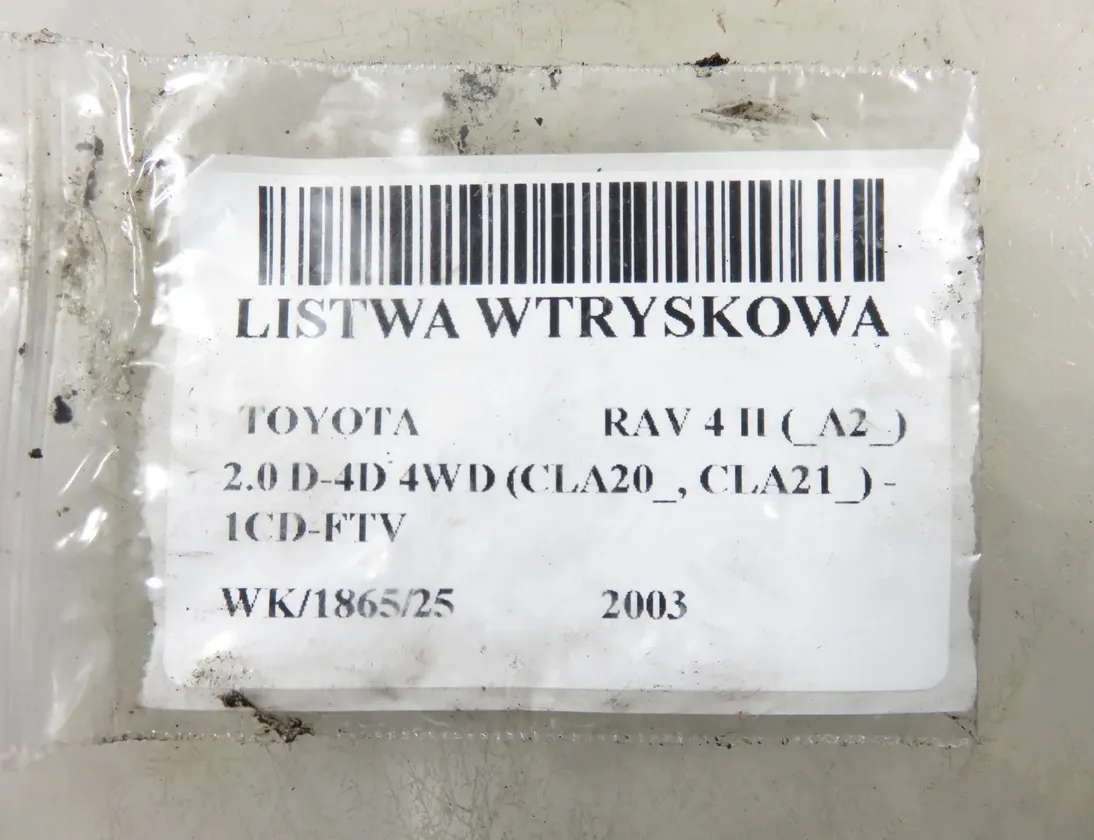 LISTWA WTRYSKOWA
TOYOTA RAV 4 II (_A2_)
2.0 D-4D 4WD (CLA20_, CLA21_) -
1CD-FTV
WK/1865/25 2003